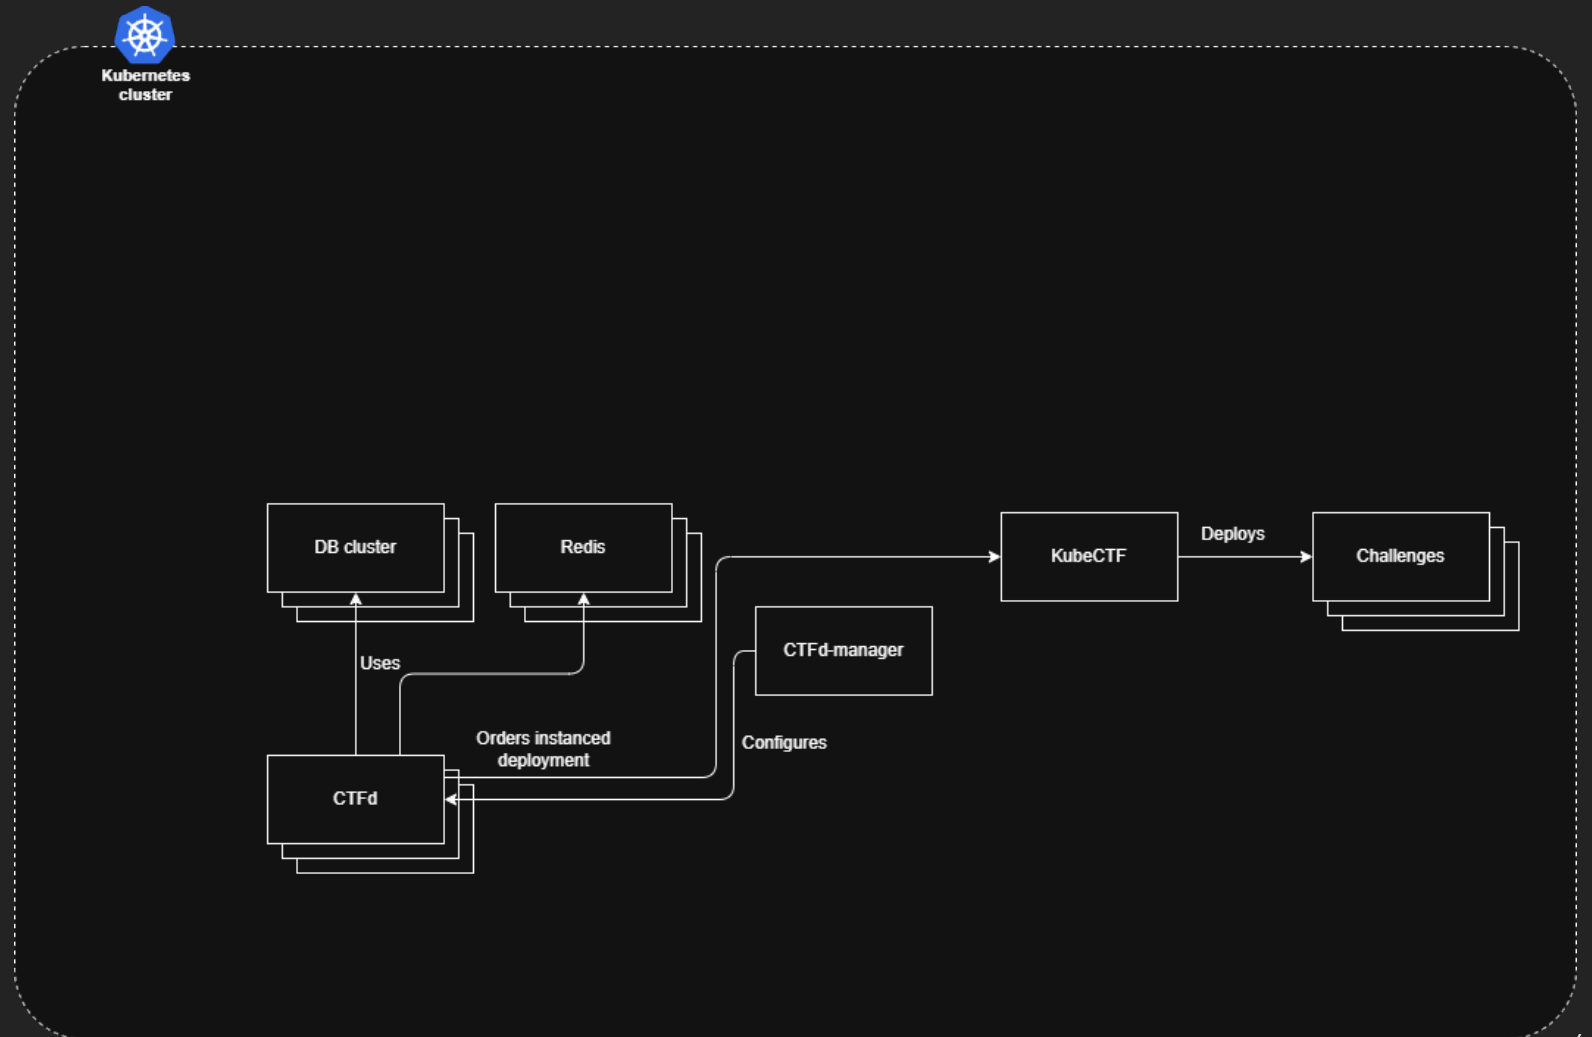 Kubernetes
cluster
DB cluster
Redis
Deploys
KubeCTF
Challenges
Uses
CTFd-manager
Orders instanced
deployment
Configures
CTFd